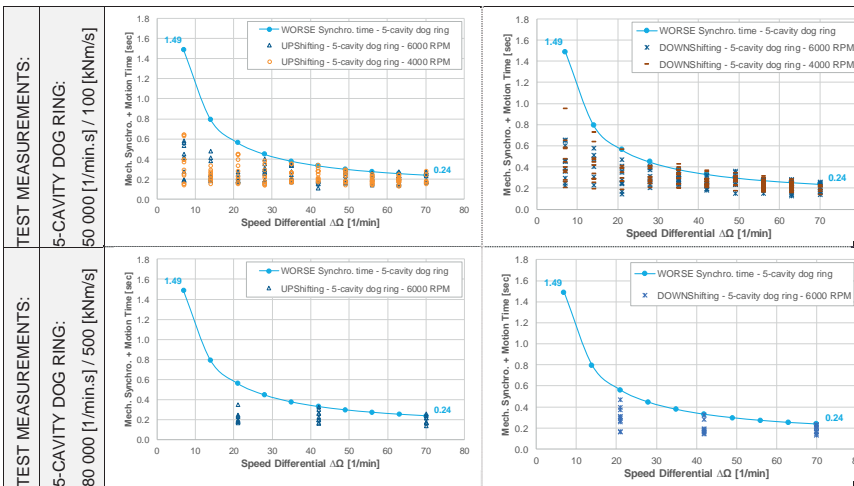 TEST MEASUREMENTS:
5-CAVITY DOG RING:
50 000 [1/min.s] / 100 [kNm/s]
Mech. Synchro. + Motion Time [sec]
1.8
1.6
1.4
1.2
1.0
0.8
0.6
0.4
0.2
0.0
1.49
WORSE Synchro. time - 5-cavity dog ring
UPShifting - 5-cavity dog ring - 6000 RPM
UPShifting - 5-cavity dog ring - 4000 RPM
0.24
0 10 20 30 40 50 60 70 80
Speed Differential ΔΩ [1/min]
Mech. Synchro. + Motion Time [sec]
1.8
1.6
1.4
1.2
1.0
0.8
0.6
0.4
0.2
0.0
1.49
WORSE Synchro. time - 5-cavity dog ring
DOWNShifting - 5-cavity dog ring - 6000 RPM
DOWNShifting - 5-cavity dog ring - 4000 RPM
0.24
0 10 20 30 40 50 60 70 80
Speed Differential ΔΩ [1/min]
TEST MEASUREMENTS:
5-CAVITY DOG RING:
80 000 [1/min.s] / 500 [kNm/s]
Mech. Synchro. + Motion Time [sec]
1.8
1.6
1.4
1.2
1.0
0.8
0.6
0.4
0.2
0.0
1.49
WORSE Synchro. time - 5-cavity dog ring
UPShifting - 5-cavity dog ring - 6000 RPM
0.24
0 10 20 30 40 50 60 70 80
Speed Differential ΔΩ [1/min]
Mech. Synchro. + Motion Time [sec]
1.8
1.6
1.4
1.2
1.0
0.8
0.6
0.4
0.2
0.0
1.49
WORSE Synchro. time - 5-cavity dog ring
DOWNShifting - 5-cavity dog ring - 6000 RPM
0.24
0 10 20 30 40 50 60 70 80
Speed Differential ΔΩ [1/min]